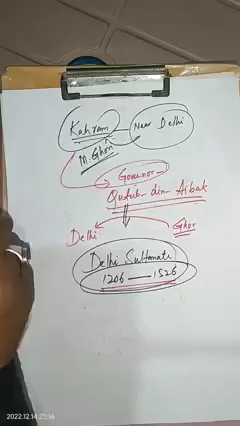 Kahram Near Delhi
M. Ghori
Governor
Qutub-din Aibak
Delhi Ghor
Delhi Sultanate
1206 — 1526
2022.12.14 22:16